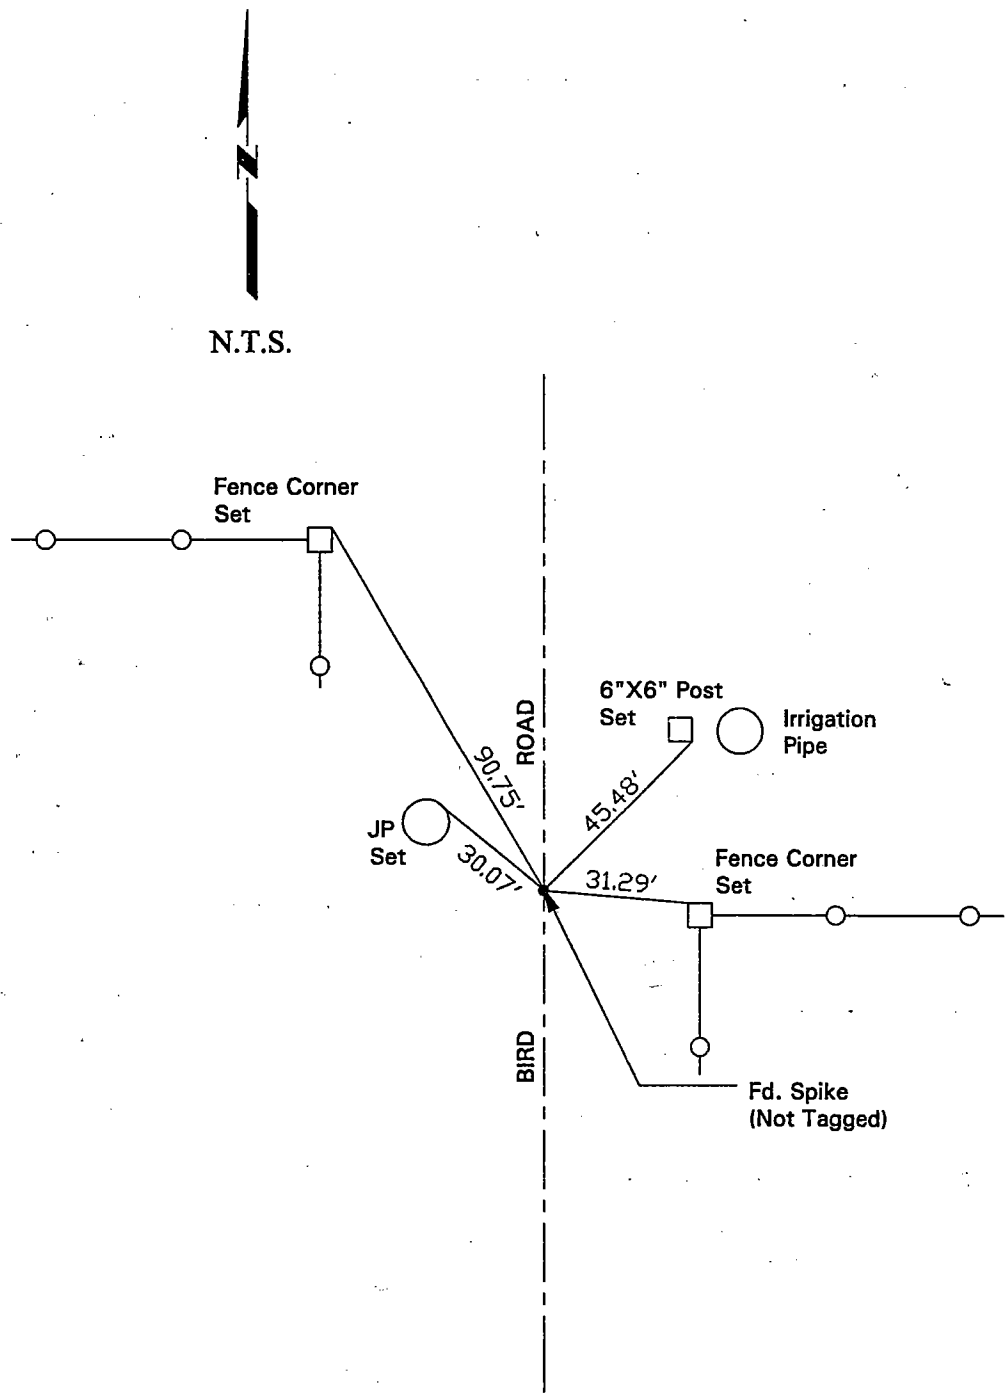 N
N.T.S.
Fence Corner
Set
ROAD
6"X6" Post
Set
Irrigation
Pipe
90.75'
45.48'
JP
Set
30.07'
31.29'
Fence Corner
Set
BIRD
Fd. Spike
(Not Tagged)